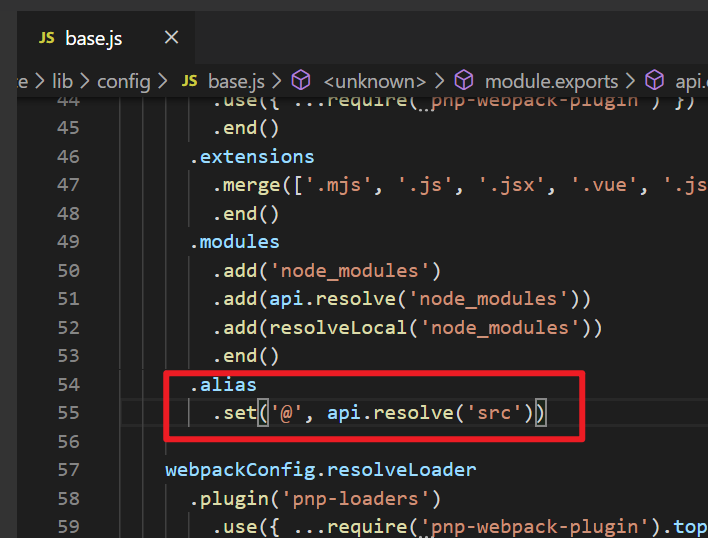 JS base.js ×
e > lib > config > JS base.js > <unknown> > module.exports > api.
44 .use({ ...require('pnp-webpack-plugin') })
45 .end()
46 .extensions
47 .merge(['.mjs', '.js', '.jsx', '.vue', '.js
48 .end()
49 .modules
50 .add('node_modules')
51 .add(api.resolve('node_modules'))
52 .add(resolveLocal('node_modules'))
53 .end()
54 .alias
55 .set('@', api.resolve('src'))
56
57 webpackConfig.resolveLoader
58 .plugin('pnp-loaders')
59 .use({ ...require('pnp-webpack-plugin').top